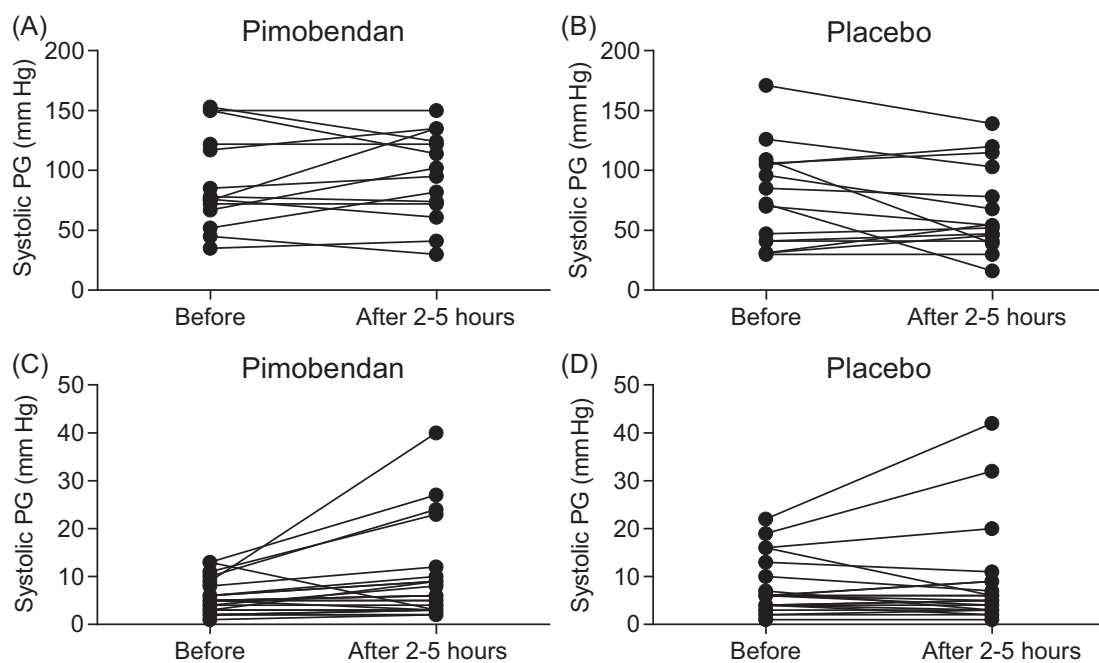 (A) Pimobendan
Systolic PG (mm Hg)
200
150
100
50
0
Before After 2-5 hours
(B) Placebo
Systolic PG (mm Hg)
200
150
100
50
0
Before After 2-5 hours
(C) Pimobendan
Systolic PG (mm Hg)
50
40
30
20
10
0
Before After 2-5 hours
(D) Placebo
Systolic PG (mm Hg)
50
40
30
20
10
0
Before After 2-5 hours